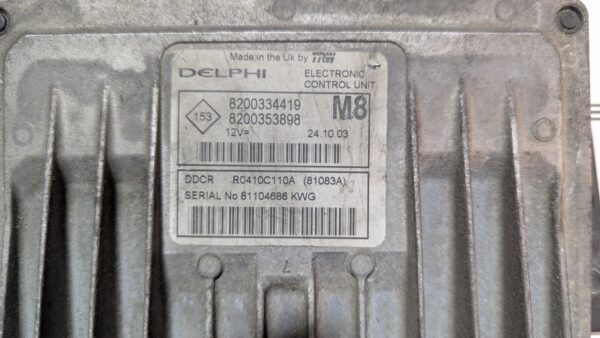 Made in the Uk by TRW
DELPHI
ELECTRONIC
CONTROL UNIT
153
8200334419
8200353898
M8
12V=
24.10.03
DDCR R0410C110A (81083A)
SERIAL No 81104686 KWG